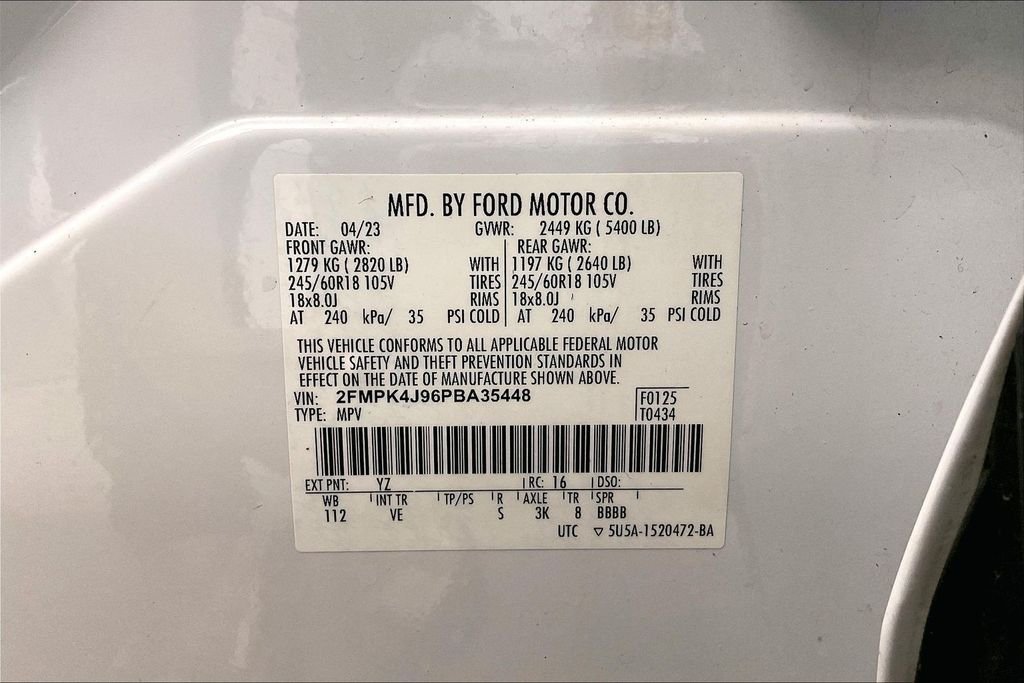 MFD. BY FORD MOTOR CO.
DATE: 04/23 GVWR: 2449 KG ( 5400 LB)
FRONT GAWR: REAR GAWR:
1279 KG ( 2820 LB) WITH 1197 KG ( 2640 LB) WITH
245/60R18 105V TIRES 245/60R18 105V TIRES
18x8.0J RIMS 18x8.0J RIMS
AT 240 kPa/ 35 PSI COLD AT 240 kPa/ 35 PSI COLD
THIS VEHICLE CONFORMS TO ALL APPLICABLE FEDERAL MOTOR
VEHICLE SAFETY AND THEFT PREVENTION STANDARDS IN
EFFECT ON THE DATE OF MANUFACTURE SHOWN ABOVE.
VIN: 2FMPK4J96PBA35448 F0125
TYPE: MPV T0434
EXT PNT: YZ RC: 16 DSO:
WB INT TR TP/PS R AXLE TR SPR
112 VE S 3K 8 BBBB
UTC ▽ 5U5A-1520472-BA